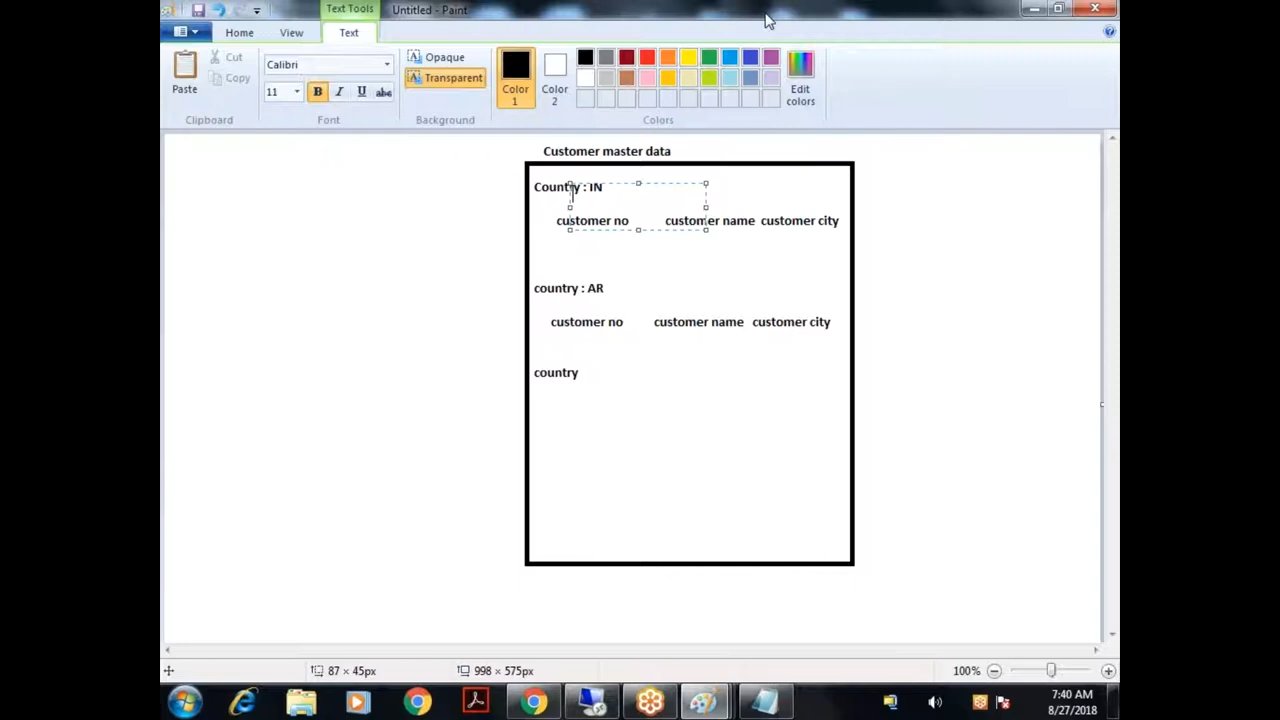 Text Tools
Untitled - Paint
Home View Text
Paste
Cut
Copy
Clipboard
Calibri
11 B I U abc
Font
Opaque
Transparent
Background
Color 1
Color 2
Edit colors
Colors
Customer master data
Country : IN
customer no customer name customer city
country : AR
customer no customer name customer city
country
87 × 45px
998 × 575px
100%
7:40 AM
8/27/2018